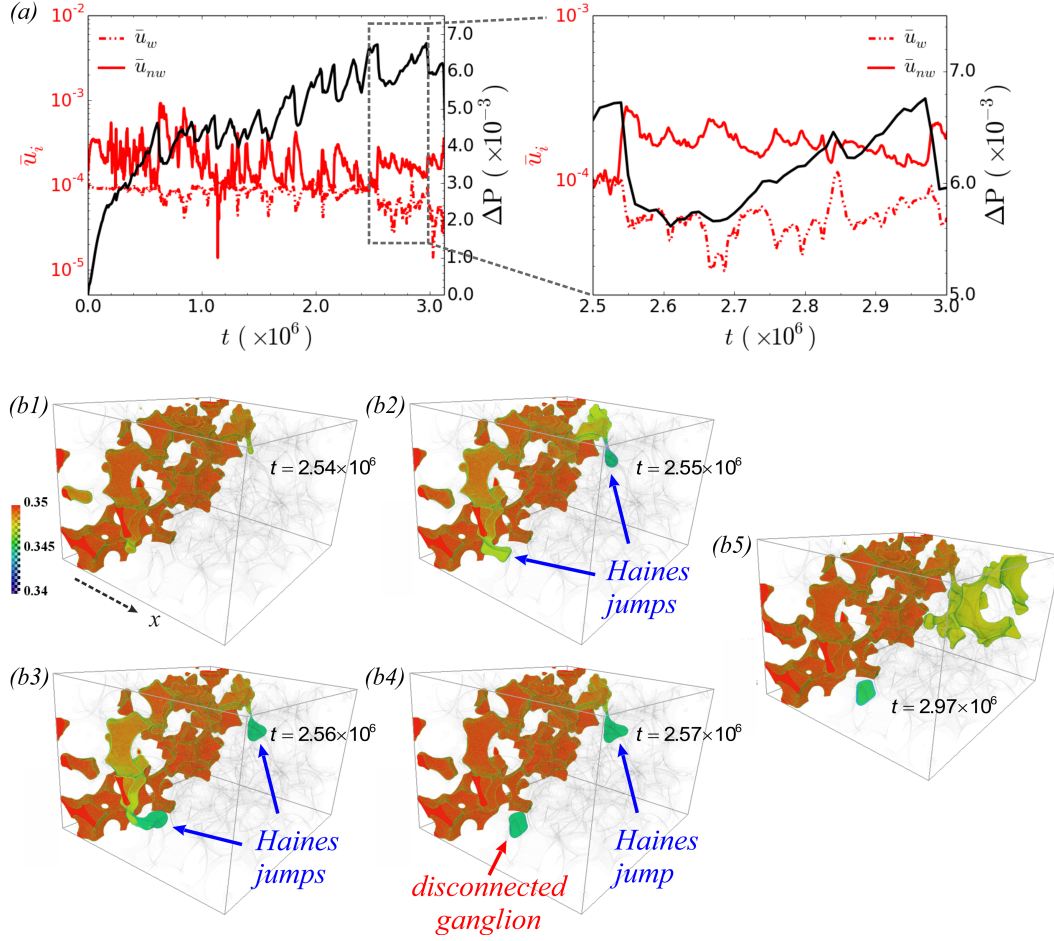 (a)
10⁻²
10⁻³
10⁻⁴
10⁻⁵
ū_i
ū_w
ū_nw
7.0
6.0
5.0
4.0
3.0
2.0
1.0
0.0
ΔP (×10⁻³)
0.0 1.0 2.0 3.0
t (×10⁶)
10⁻³
10⁻⁴
ū_i
ū_w
ū_nw
7.0
6.0
5.0
ΔP (×10⁻³)
2.5 2.6 2.7 2.8 2.9 3.0
t (×10⁶)
(b1)
t = 2.54×10⁶
0.35
0.345
0.34
x
(b2)
t = 2.55×10⁶
Haines
jumps
(b5)
t = 2.97×10⁶
(b3)
t = 2.56×10⁶
Haines
jumps
(b4)
t = 2.57×10⁶
Haines
jump
disconnected
ganglion